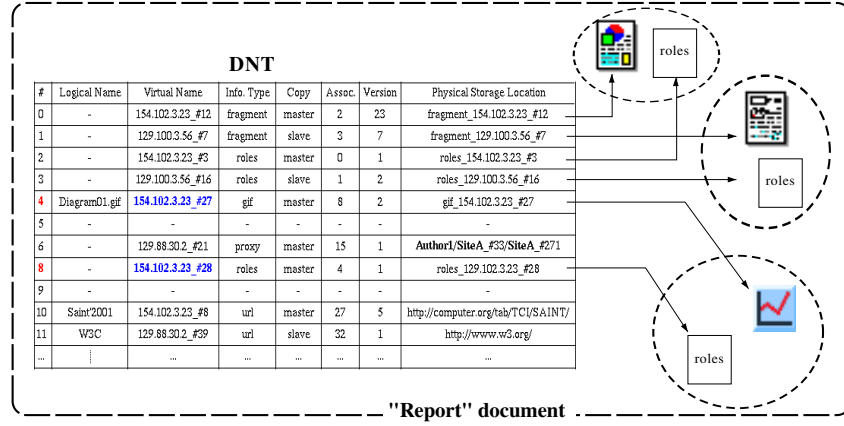 DNT
# Logical Name Virtual Name Info. Type Copy Assoc. Version Physical Storage Location
0 - 154.102.3.23_#12 fragment master 2 23 fragment_154.102.3.23_#12
1 - 129.100.3.56_#7 fragment slave 3 7 fragment_129.100.3.56_#7
2 - 154.102.3.23_#3 roles master 0 1 roles_154.102.3.23_#3
3 - 129.100.3.56_#16 roles slave 1 2 roles_129.100.3.56_#16
4 Diagram01.gif 154.102.3.23_#27 gif master 8 2 gif_154.102.3.23_#27
5 - - - - - - -
6 - 129.88.30.2_#21 proxy master 15 1 Author1/SiteA_#33/SiteA_#271
8 - 154.102.3.23_#28 roles master 4 1 roles_129.102.3.23_#28
9 - - - - - - -
10 Saint'2001 154.102.3.23_#8 url master 27 5 http://computer.org/tab/TCI/SAINT/
11 W3C 129.88.30.2_#39 url slave 32 1 http://www.w3.org/
... ... ... ... ... ... ...
roles
roles
roles
"Report" document